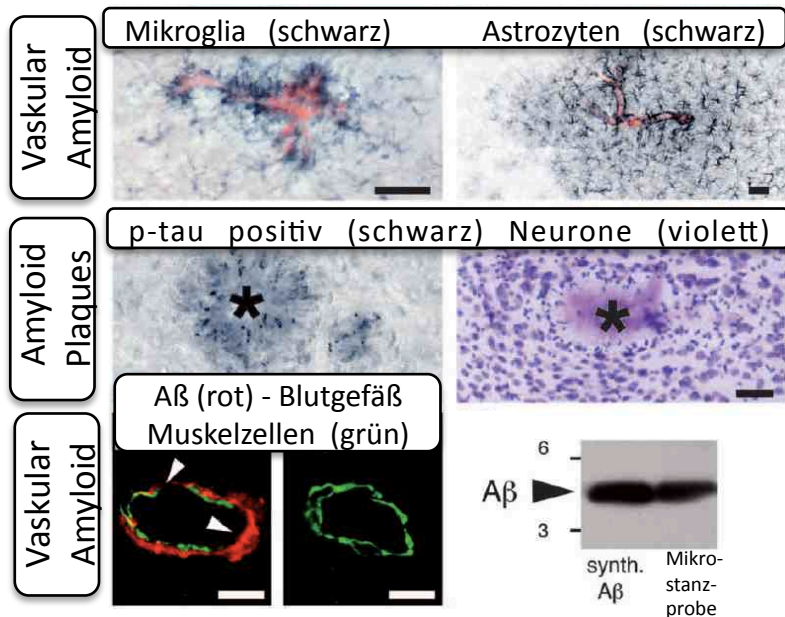 Vaskular
Amyloid
Mikroglia (schwarz)
Astrozyten (schwarz)
Amyloid
Plaques
p-tau positiv (schwarz)
Neurone (violett)
*
*
Vaskular
Amyloid
Aß (rot) - Blutgefäß
Muskelzellen (grün)
6
Aβ
3
synth.
Aβ
Mikro-
stanz-
probe